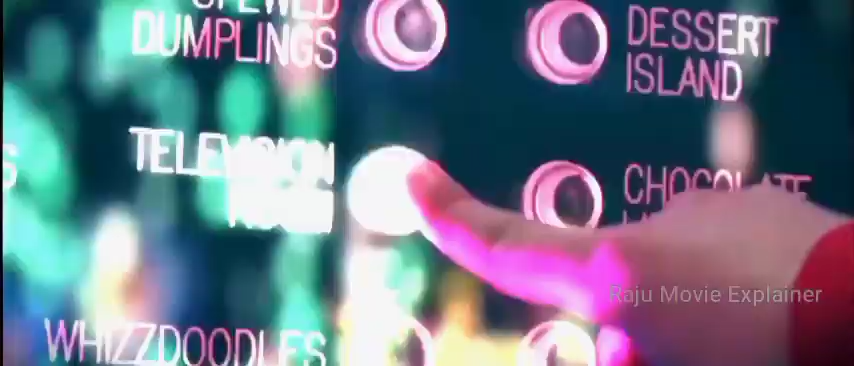 DUMPLINGS
DESSERT
ISLAND
TELEVISION
CHOCOLATE
WHIZZDOODLES
Raju Movie Explainer